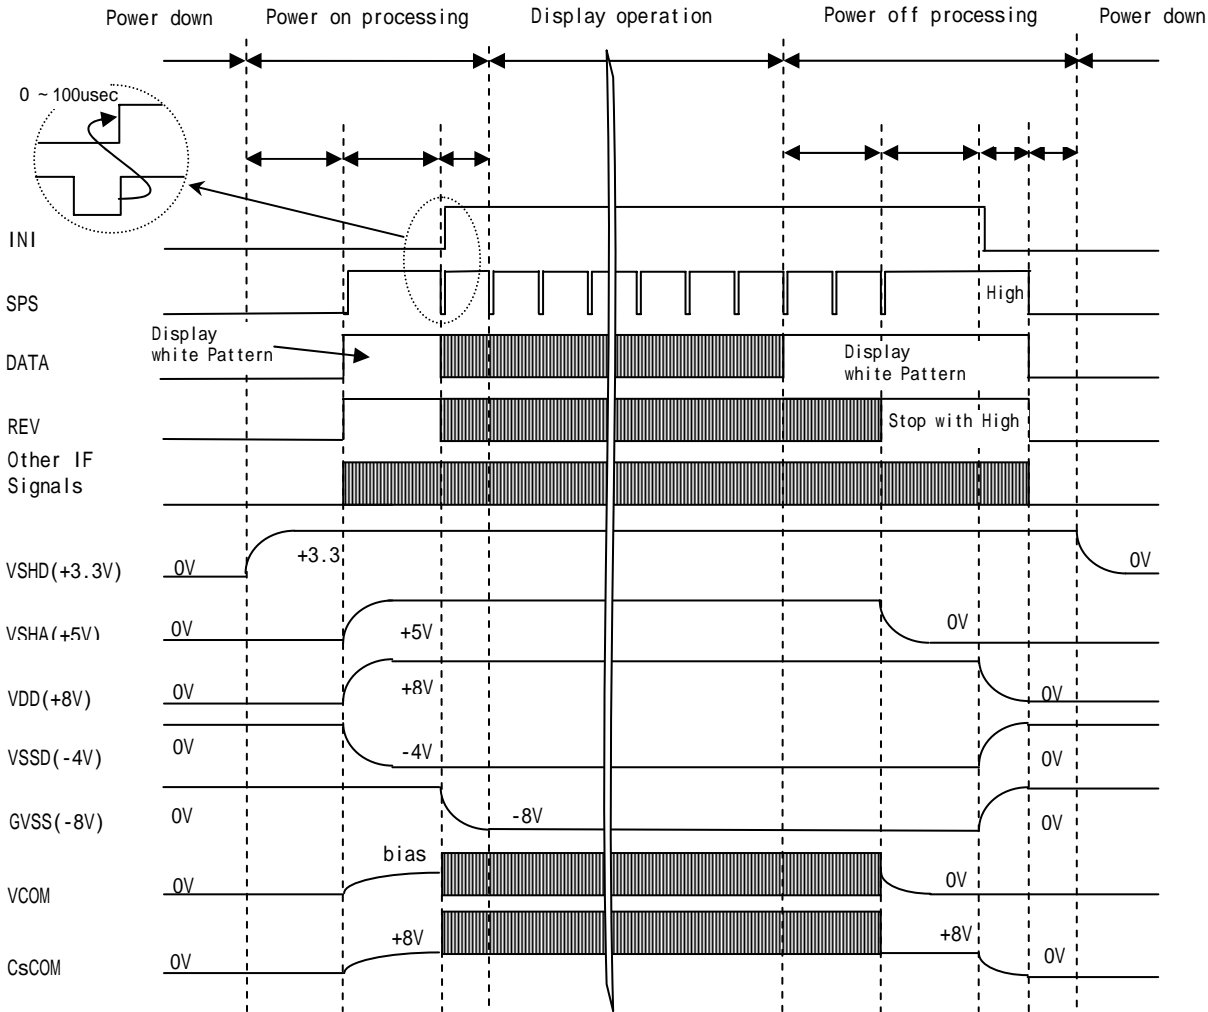 Power down Power on processing Display operation Power off processing Power down
0 ~ 100usec
INI
SPS
High
Display
white Pattern
DATA
Display
white Pattern
REV
Stop with High
Other IF
Signals
VSHD(+3.3V) 0V +3.3 0V
VSHA(+5V) 0V +5V 0V
VDD(+8V) 0V +8V 0V
VSSD(-4V) 0V -4V 0V
GVSS(-8V) 0V -8V 0V
bias
VCOM 0V 0V
CsCOM 0V +8V +8V 0V